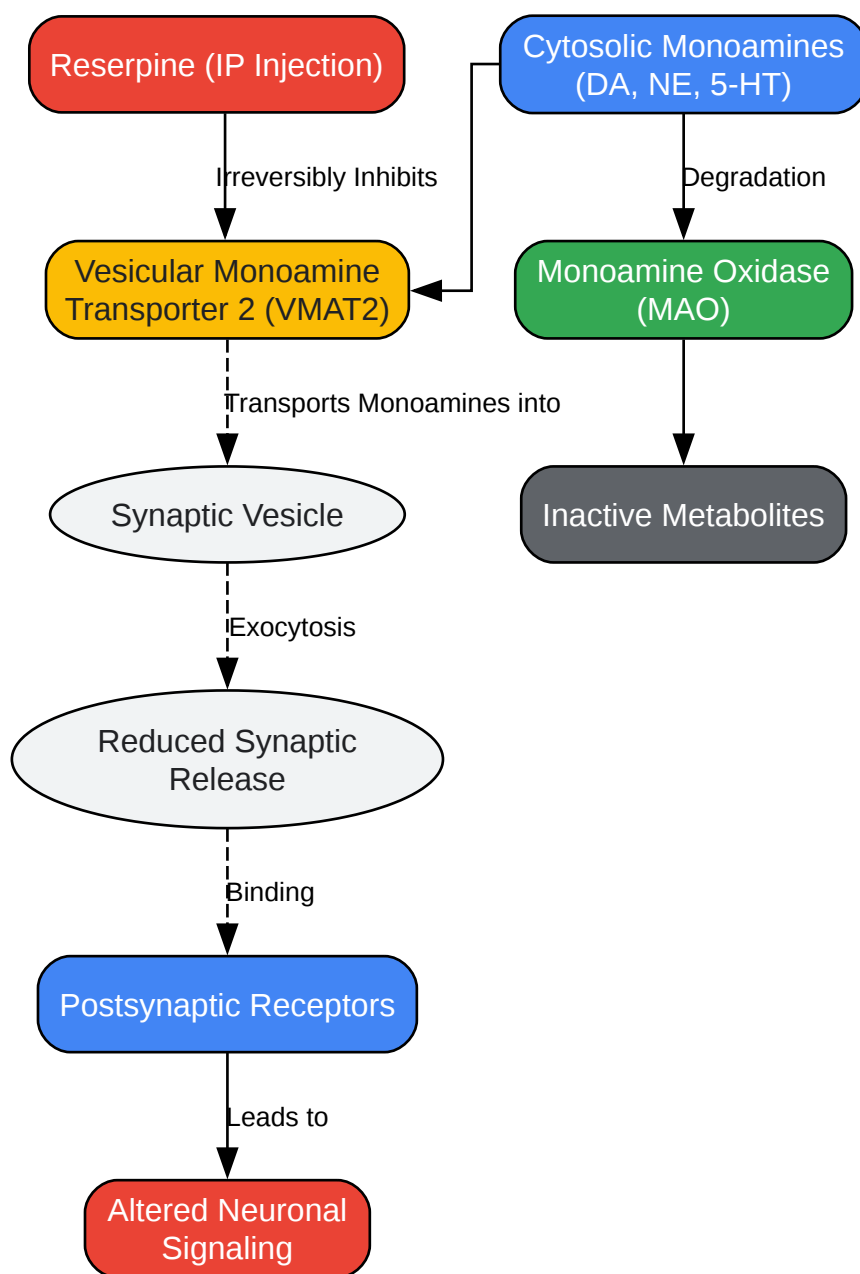 Reserpine (IP Injection)
Cytosolic Monoamines
(DA, NE, 5-HT)
Irreversibly Inhibits
Degradation
Vesicular Monoamine
Transporter 2 (VMAT2)
Monoamine Oxidase
(MAO)
Transports Monoamines into
Synaptic Vesicle
Inactive Metabolites
Exocytosis
Reduced Synaptic
Release
Binding
Postsynaptic Receptors
Leads to
Altered Neuronal
Signaling